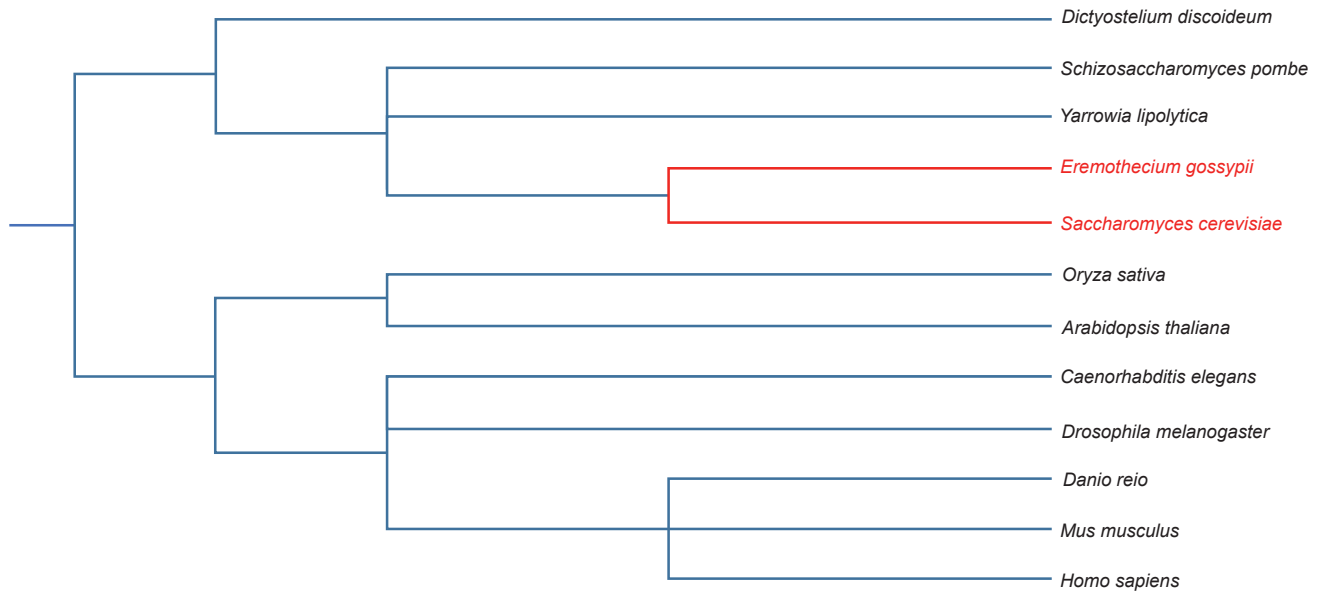 Dictyostelium discoideum
Schizosaccharomyces pombe
Yarrowia lipolytica
Eremothecium gossypii
Saccharomyces cerevisiae
Oryza sativa
Arabidopsis thaliana
Caenorhabditis elegans
Drosophila melanogaster
Danio reio
Mus musculus
Homo sapiens